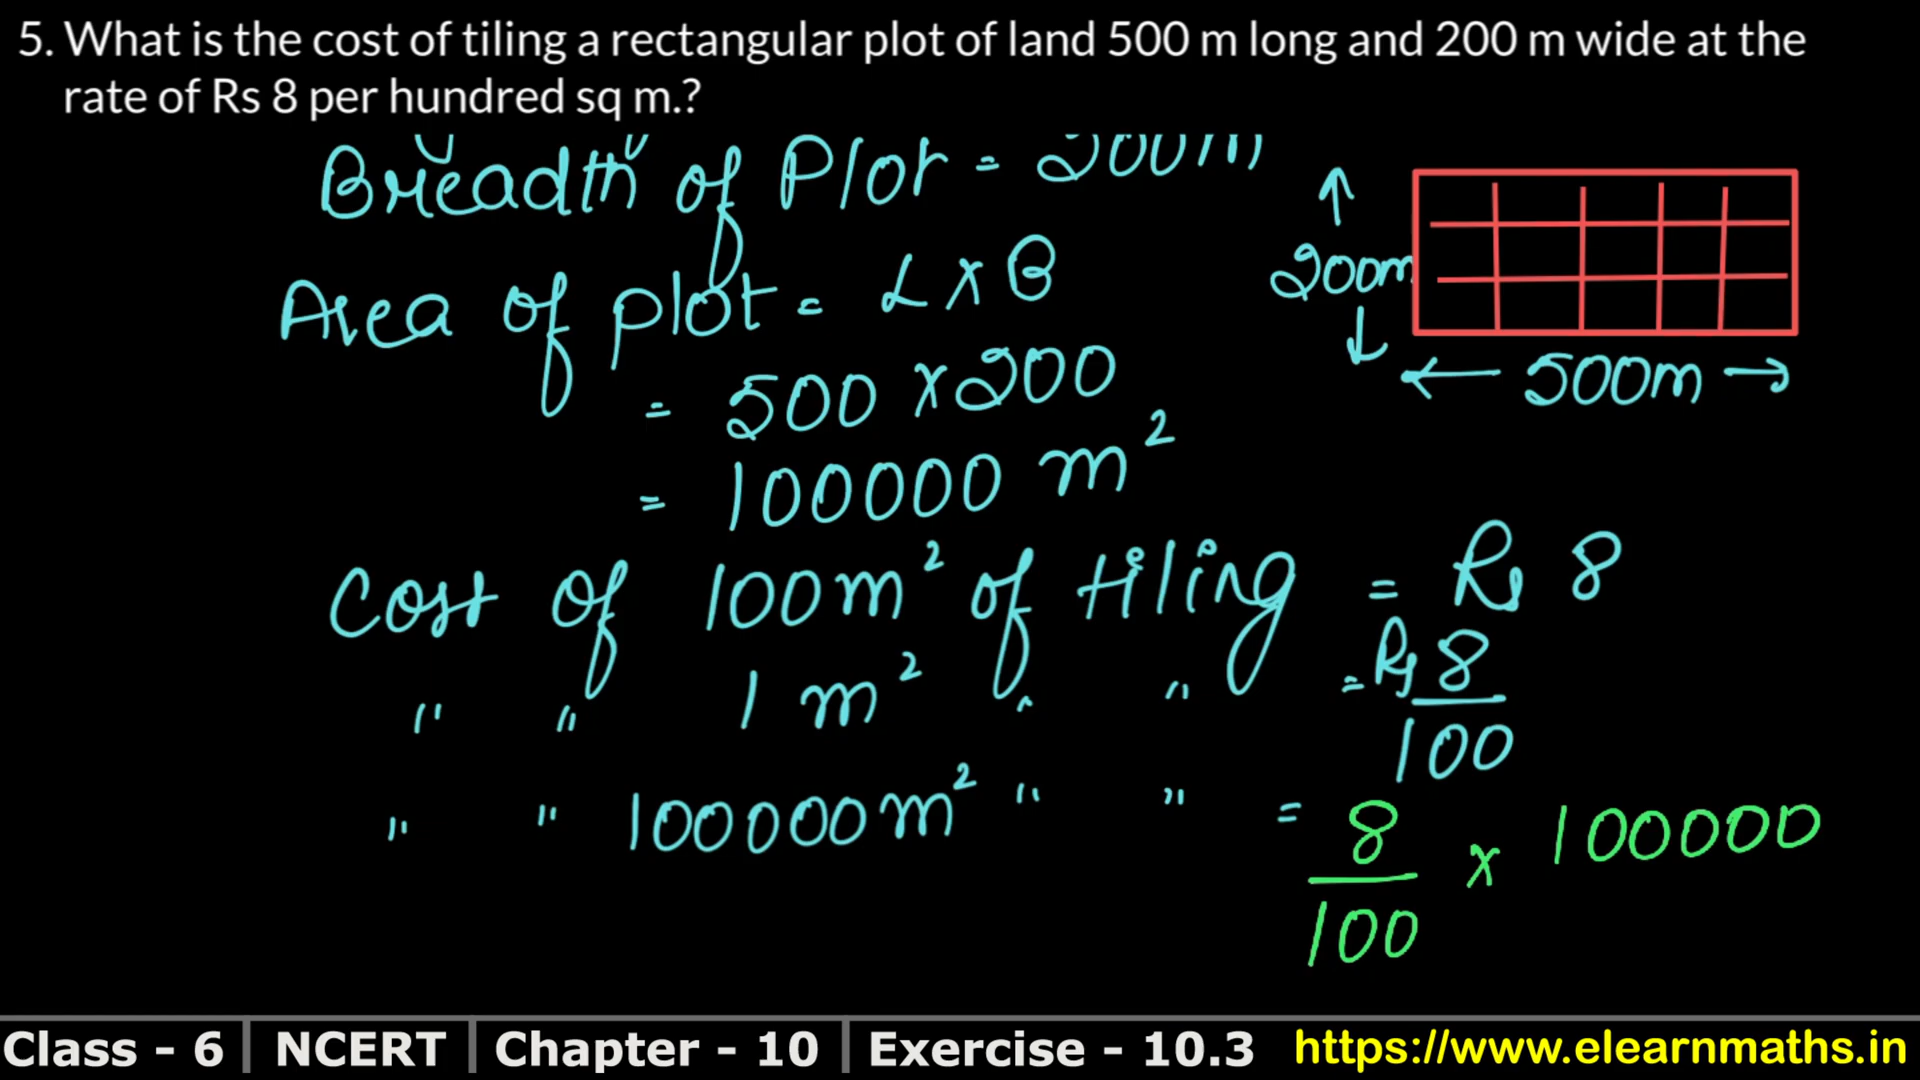 5. What is the cost of tiling a rectangular plot of land 500 m long and 200 m wide at the
rate of Rs 8 per hundred sq m.?
Breadth of Plot = 200m
Area of plot = L x B
= 500 x 200
= 100000 m²
200m
500m
Cost of 100m² of tiling = Rs 8
" " 1 m² " " = Rs 8/100
" " 100000m² " " = 8/100 x 100000
Class - 6 | NCERT | Chapter - 10 | Exercise - 10.3 https://www.elearnmaths.in